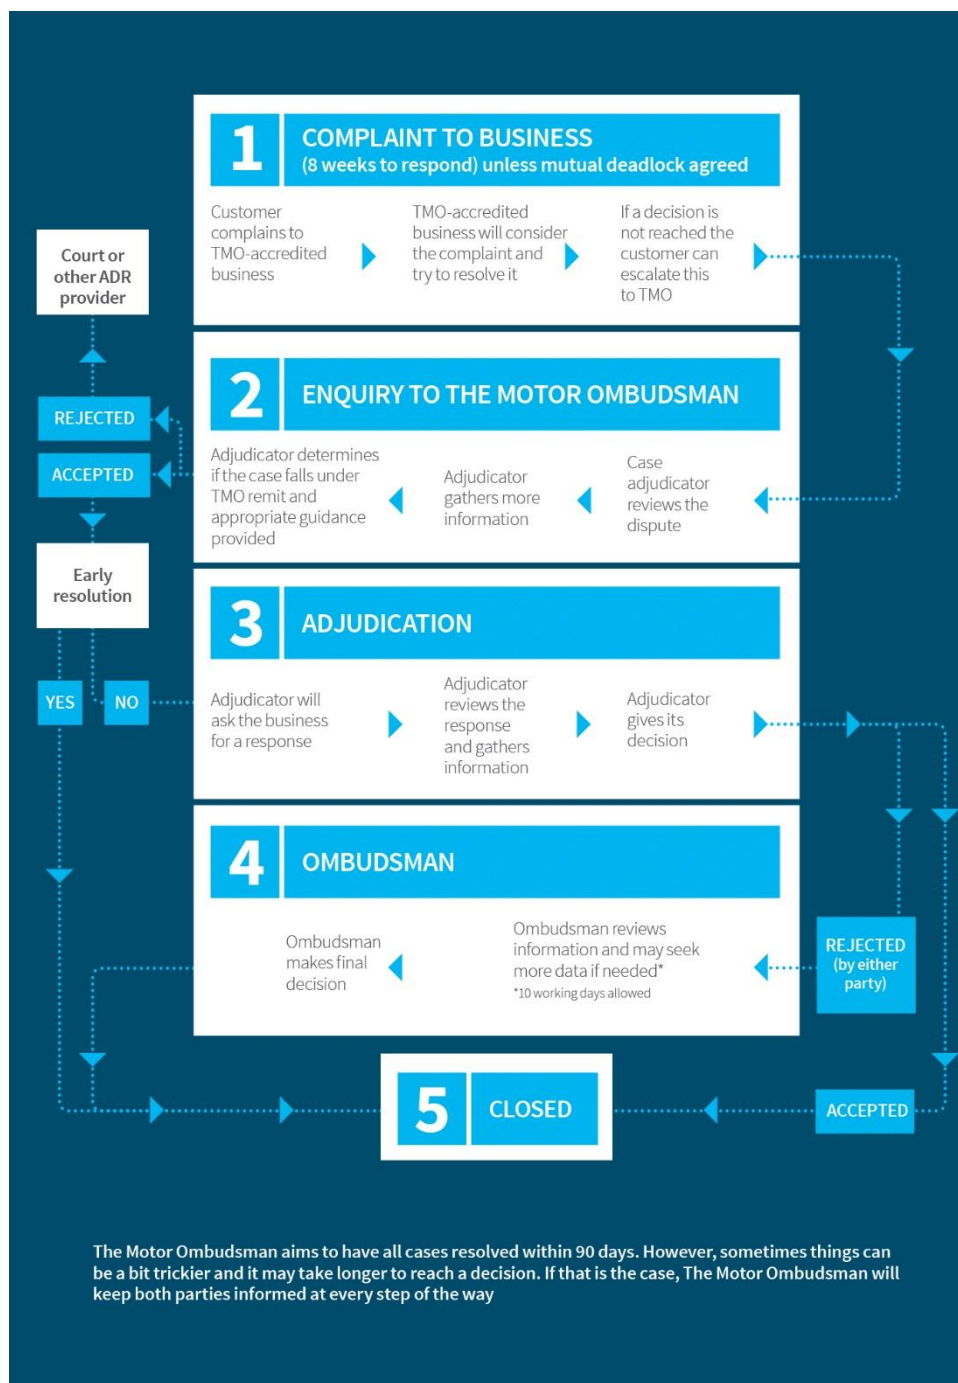 1
COMPLAINT TO BUSINESS
(8 weeks to respond) unless mutual deadlock agreed
Customer
complains to
TMO-accredited
business
TMO-accredited
business will consider
the complaint and
try to resolve it
If a decision is
not reached the
customer can
escalate this
to TMO
Court or
other ADR
provider
REJECTED
ACCEPTED
2
ENQUIRY TO THE MOTOR OMBUDSMAN
Adjudicator determines
if the case falls under
TMO remit and
appropriate guidance
provided
Adjudicator
gathers more
information
Case
adjudicator
reviews the
dispute
Early
resolution
YES
NO
3
ADJUDICATION
Adjudicator will
ask the business
for a response
Adjudicator
reviews the
response
and gathers
information
Adjudicator
gives its
decision
4
OMBUDSMAN
Ombudsman
makes final
decision
Ombudsman reviews
information and may seek
more data if needed*
*10 working days allowed
REJECTED
(by either
party)
5
CLOSED
ACCEPTED
The Motor Ombudsman aims to have all cases resolved within 90 days. However, sometimes things can
be a bit trickier and it may take longer to reach a decision. If that is the case, The Motor Ombudsman will
keep both parties informed at every step of the way